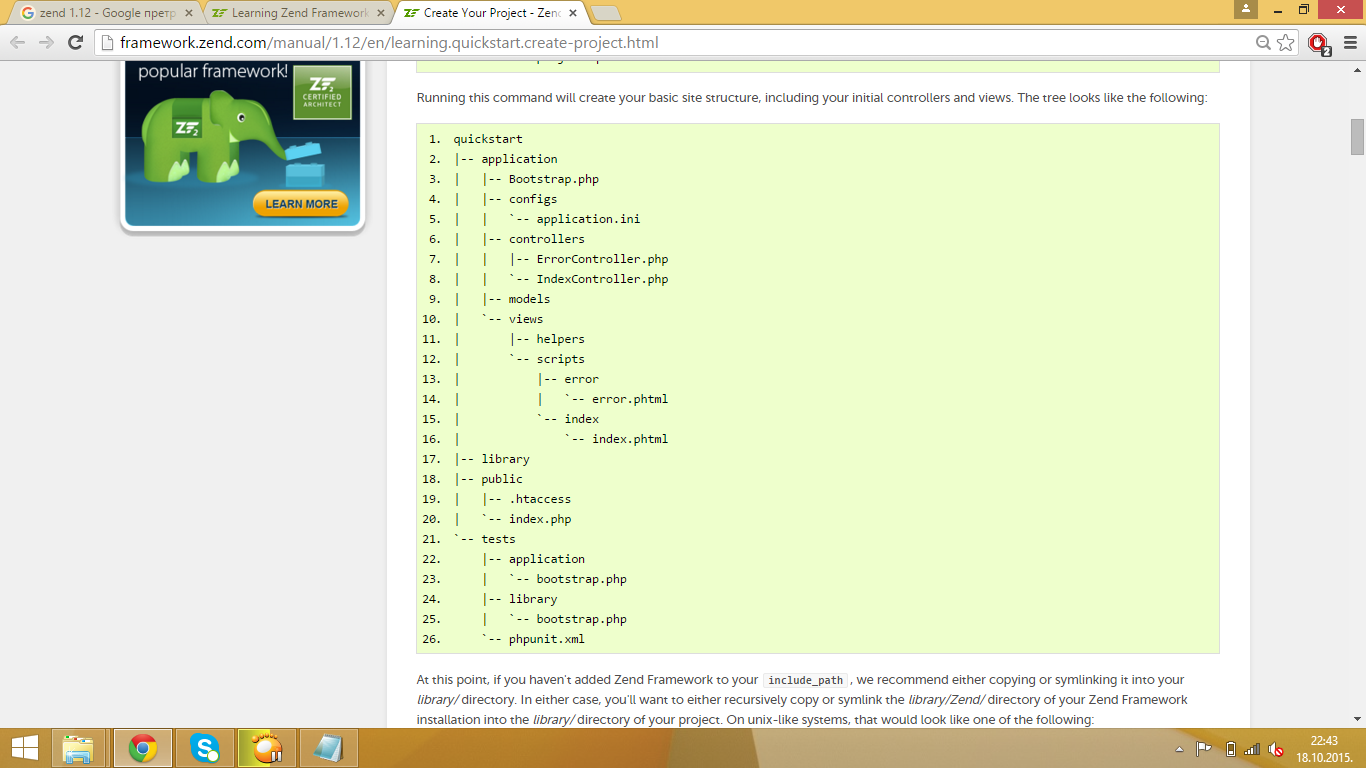 zend 1.12 - Google претр
Learning Zend Framework
Create Your Project - Zend
framework.zend.com/manual/1.12/en/learning.quickstart.create-project.html
2
popular framework!
ZF2
CERTIFIED
ARCHITECT
ZF2
LEARN MORE
Running this command will create your basic site structure, including your initial controllers and views. The tree looks like the following:
1. quickstart
2. |-- application
3. |   |-- Bootstrap.php
4. |   |-- configs
5. |   |   `-- application.ini
6. |   |-- controllers
7. |   |   |-- ErrorController.php
8. |   |   `-- IndexController.php
9. |   |-- models
10. |   `-- views
11. |       |-- helpers
12. |       `-- scripts
13. |           |-- error
14. |           |   `-- error.phtml
15. |           `-- index
16. |               `-- index.phtml
17. |-- library
18. |-- public
19. |   |-- .htaccess
20. |   `-- index.php
21. `-- tests
22.     |-- application
23.     |   `-- bootstrap.php
24.     |-- library
25.     |   `-- bootstrap.php
26.     `-- phpunit.xml
At this point, if you haven't added Zend Framework to your include_path , we recommend either copying or symlinking it into your
library/ directory. In either case, you'll want to either recursively copy or symlink the library/Zend/ directory of your Zend Framework
installation into the library/ directory of your project. On unix-like systems, that would look like one of the following:
22:43
18.10.2015.